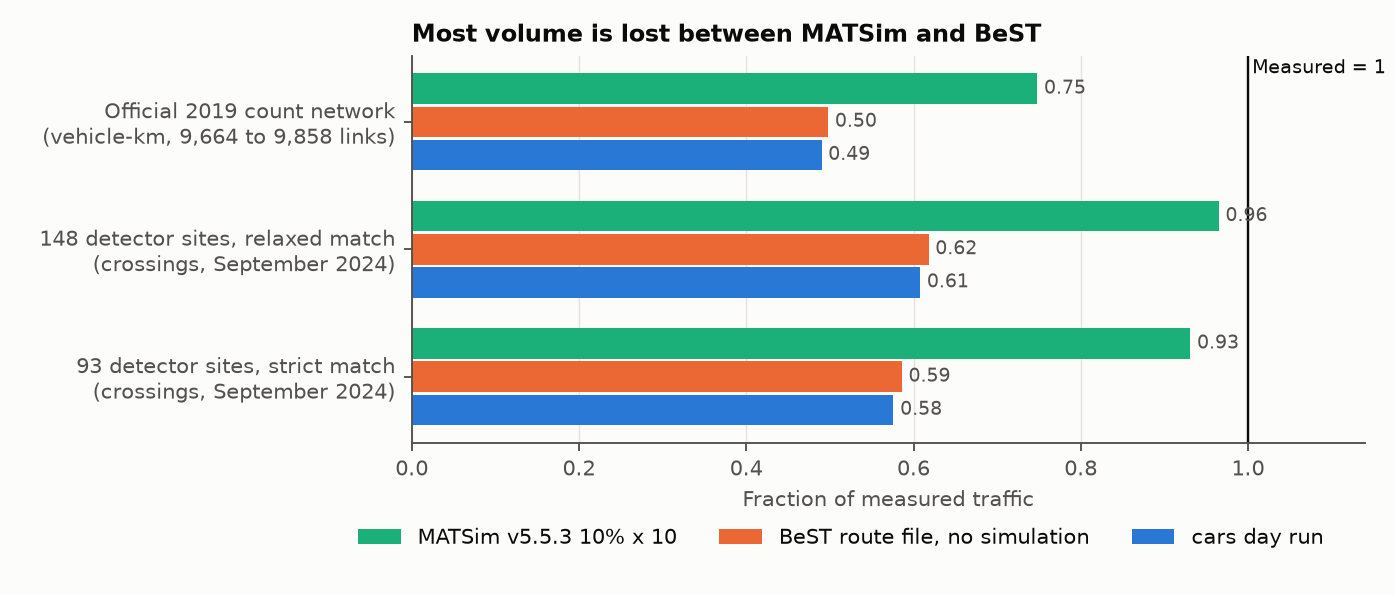 Most volume is lost between MATSim and BeST
Measured = 1
Official 2019 count network
(vehicle-km, 9,664 to 9,858 links)
0.75
0.50
0.49
148 detector sites, relaxed match
(crossings, September 2024)
0.96
0.62
0.61
93 detector sites, strict match
(crossings, September 2024)
0.93
0.59
0.58
0.0 0.2 0.4 0.6 0.8 1.0
Fraction of measured traffic
MATSim v5.5.3 10% x 10 BeST route file, no simulation cars day run